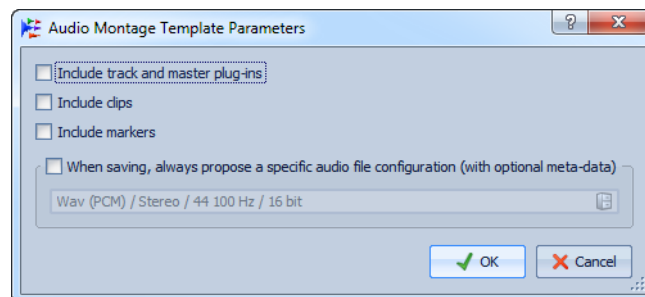 Audio Montage Template Parameters
?
Include track and master plug-ins
Include clips
Include markers
When saving, always propose a specific audio file configuration (with optional meta-data)
Wav (PCM) / Stereo / 44 100 Hz / 16 bit
OK
Cancel